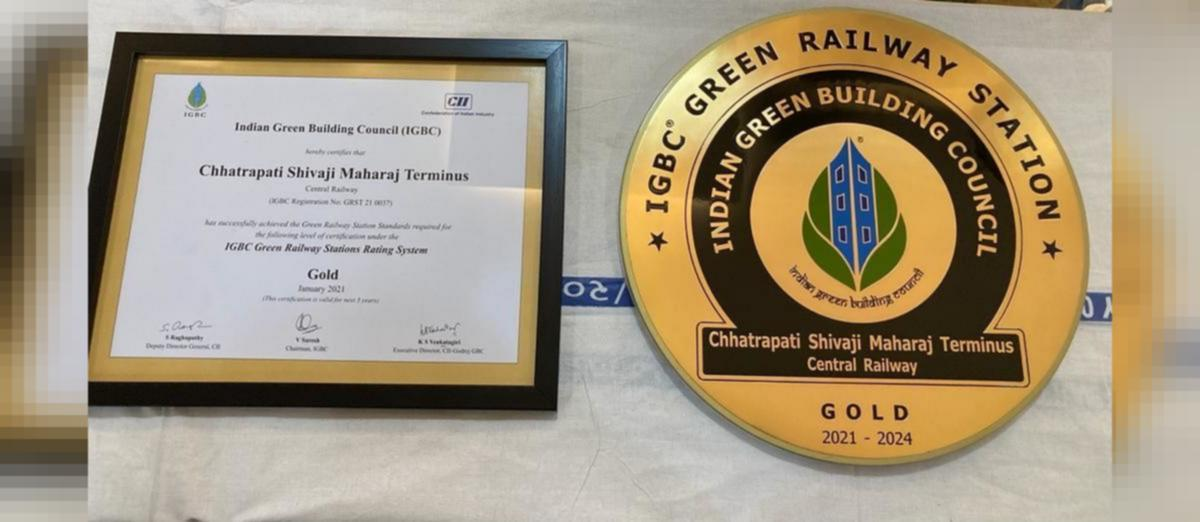 IGBC
CII
Confederation of Indian Industry
Indian Green Building Council (IGBC)
hereby certifies that
Chhatrapati Shivaji Maharaj Terminus
Central Railway
(IGBC Registration No: GRST 21 0037)
has successfully achieved the Green Railway Station Standards required for
the following level of certification under the
IGBC Green Railway Stations Rating System
Gold
January 2021
(This certification is valid for next 3 years)
S Raghupathy
Deputy Director General, CII
V Suresh
Chairman, IGBC
K S Venkatagiri
Executive Director, CII-Godrej GBC
IGBC® GREEN RAILWAY STATION
INDIAN GREEN BUILDING COUNCIL
®
indian green building council
Chhatrapati Shivaji Maharaj Terminus
Central Railway
GOLD
2021 - 2024